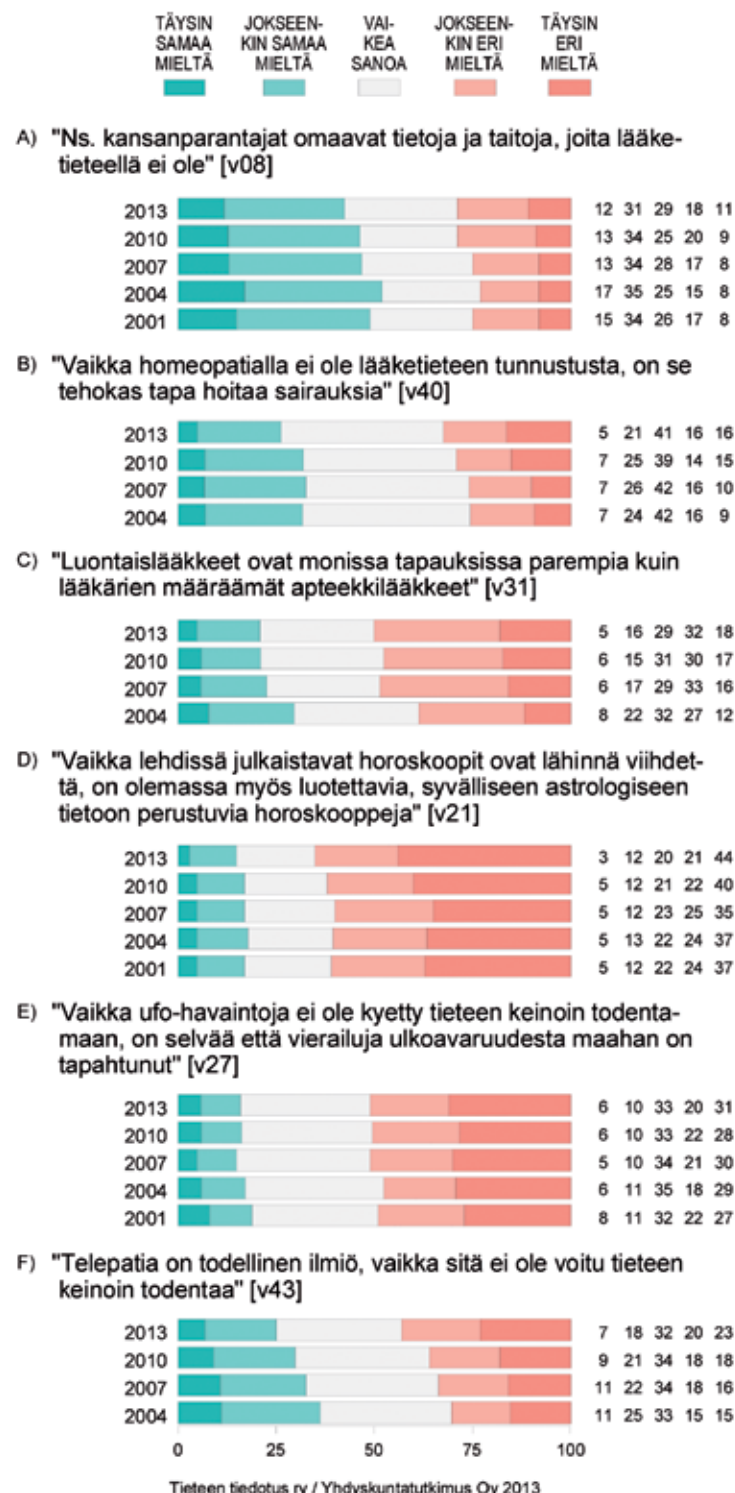 TÄYSIN SAMAA MIELTÄ
JOKSEEN-KIN SAMAA MIELTÄ
VAI-KEA SANOA
JOKSEEN-KIN ERI MIELTÄ
TÄYSIN ERI MIELTÄ
A) "Ns. kansanparantajat omaavat tietoja ja taitoja, joita lääke-
tieteellä ei ole" [v08]
2013 12 31 29 18 11
2010 13 34 25 20 9
2007 13 34 28 17 8
2004 17 35 25 15 8
2001 15 34 26 17 8
B) "Vaikka homeopatialla ei ole lääketieteen tunnustusta, on se
tehokas tapa hoitaa sairauksia" [v40]
2013 5 21 41 16 16
2010 7 25 39 14 15
2007 7 26 42 16 10
2004 7 24 42 16 9
C) "Luontaislääkkeet ovat monissa tapauksissa parempia kuin
lääkärien määräämät apteekkilääkkeet" [v31]
2013 5 16 29 32 18
2010 6 15 31 30 17
2007 6 17 29 33 16
2004 8 22 32 27 12
D) "Vaikka lehdissä julkaistavat horoskoopit ovat lähinnä viihdet-
tä, on olemassa myös luotettavia, syvälliseen astrologiseen
tietoon perustuvia horoskooppeja" [v21]
2013 3 12 20 21 44
2010 5 12 21 22 40
2007 5 12 23 25 35
2004 5 13 22 24 37
2001 5 12 22 24 37
E) "Vaikka ufo-havaintoja ei ole kyetty tieteen keinoin todenta-
maan, on selvää että vierailuja ulkoavaruudesta maahan on
tapahtunut" [v27]
2013 6 10 33 20 31
2010 6 10 33 22 28
2007 5 10 34 21 30
2004 6 11 35 18 29
2001 8 11 32 22 27
F) "Telepatia on todellinen ilmiö, vaikka sitä ei ole voitu tieteen
keinoin todentaa" [v43]
2013 7 18 32 20 23
2010 9 21 34 18 18
2007 11 22 34 18 16
2004 11 25 33 15 15
0 25 50 75 100
Tieteen tiedotus ry / Yhdyskuntatutkimus Oy 2013